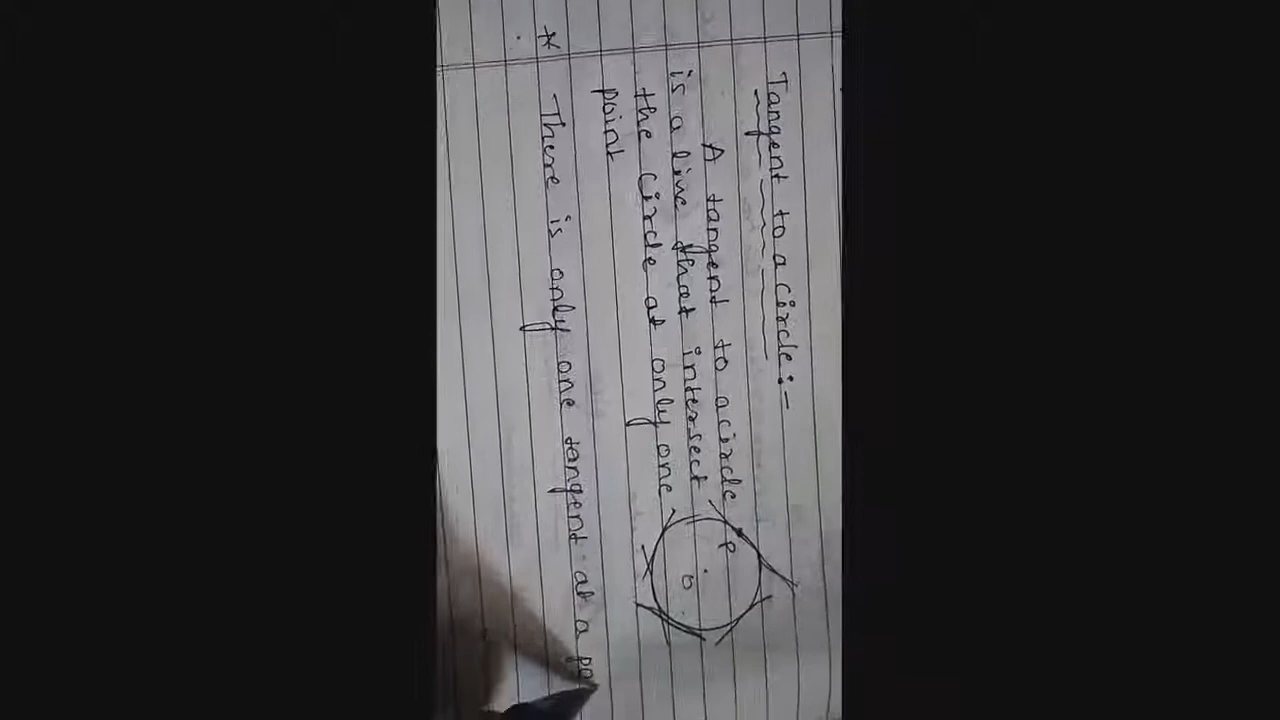 Tangent to a circle :-
A tangent to a circle
is a line that intersect
the circle at only one
point
P
O
* There is only one tangent at a po